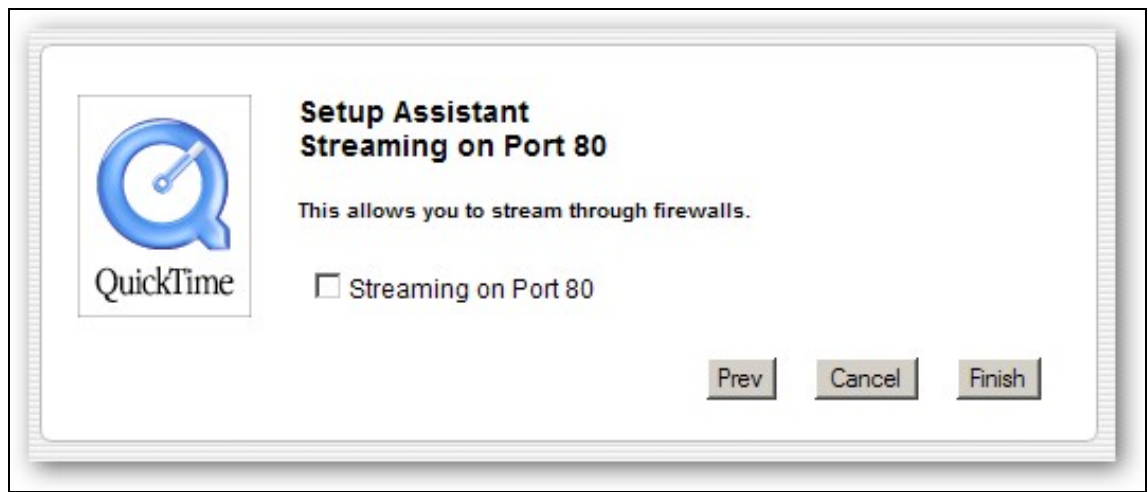 Setup Assistant
Streaming on Port 80
This allows you to stream through firewalls.
QuickTime
Streaming on Port 80
Prev Cancel Finish